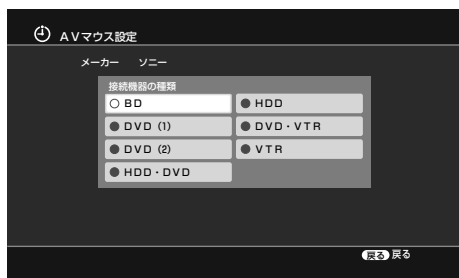 AVマウス設定
メーカー ソニー
接続機器の種類
BD HDD
DVD (1) DVD・VTR
DVD (2) VTR
HDD・DVD
戻る 戻る